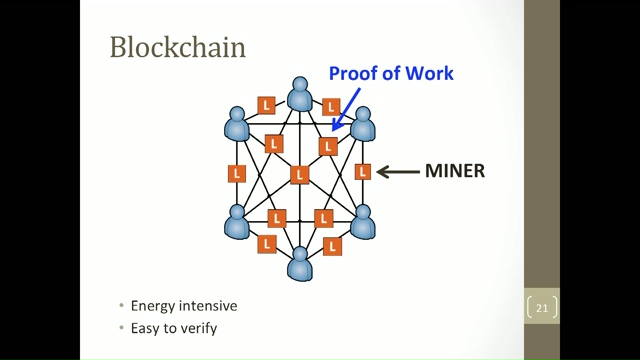 Blockchain
Proof of Work
L L
L L
L L L
MINER
L L
L L
Energy intensive
Easy to verify
21